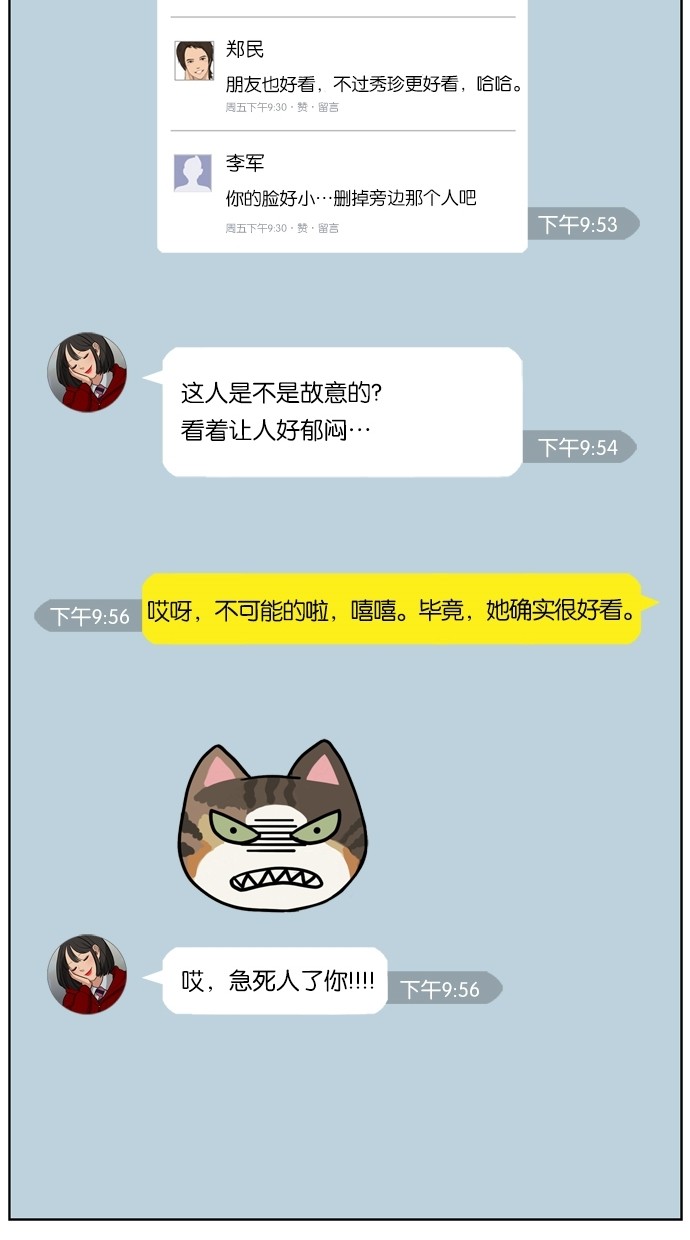 郑民
朋友也好看，不过秀珍更好看，哈哈。
周五下午9:30·赞·留言
李军
你的脸好小…删掉旁边那个人吧
周五下午9:30·赞·留言
下午9:53
这人是不是故意的?
看着让人好郁闷…
下午9:54
下午9:56
哎呀，不可能的啦，嘻嘻。毕竟，她确实很好看。
哎，急死人了你!!!!
下午9:56